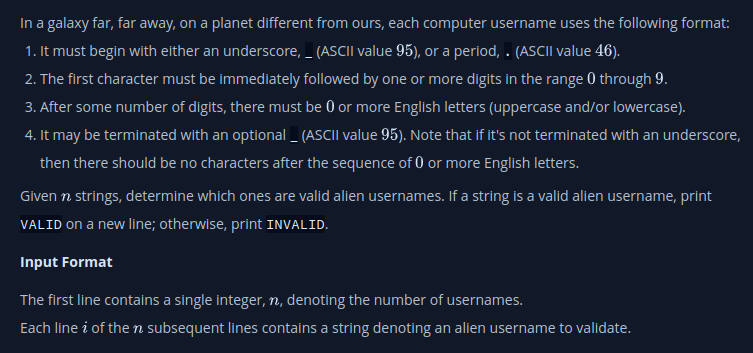 In a galaxy far, far away, on a planet different from ours, each computer username uses the following format:
1. It must begin with either an underscore, _ (ASCII value 95), or a period, . (ASCII value 46).
2. The first character must be immediately followed by one or more digits in the range 0 through 9.
3. After some number of digits, there must be 0 or more English letters (uppercase and/or lowercase).
4. It may be terminated with an optional _ (ASCII value 95). Note that if it's not terminated with an underscore,
then there should be no characters after the sequence of 0 or more English letters.
Given n strings, determine which ones are valid alien usernames. If a string is a valid alien username, print
VALID on a new line; otherwise, print INVALID.
Input Format
The first line contains a single integer, n, denoting the number of usernames.
Each line i of the n subsequent lines contains a string denoting an alien username to validate.